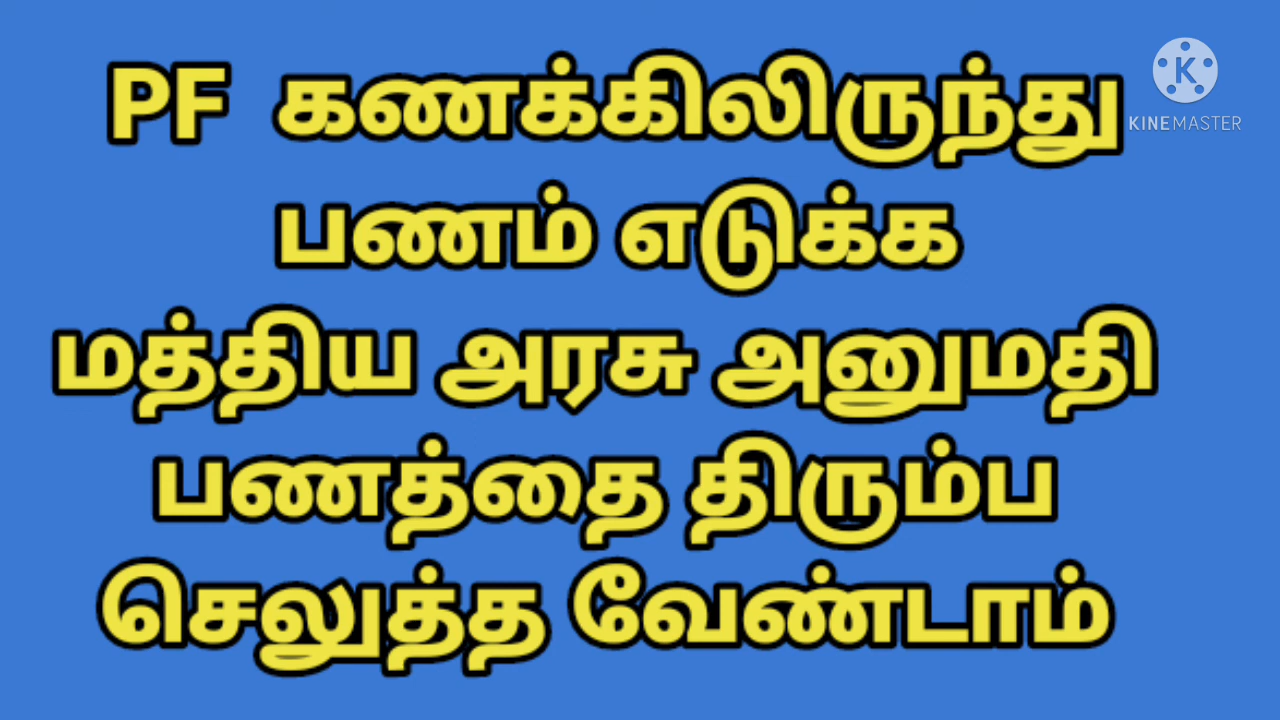 PF கணக்கிலிருந்து
பணம் எடுக்க
மத்திய அரசு அனுமதி
பணத்தை திரும்ப
செலுத்த வேண்டாம்
K
KINEMASTER